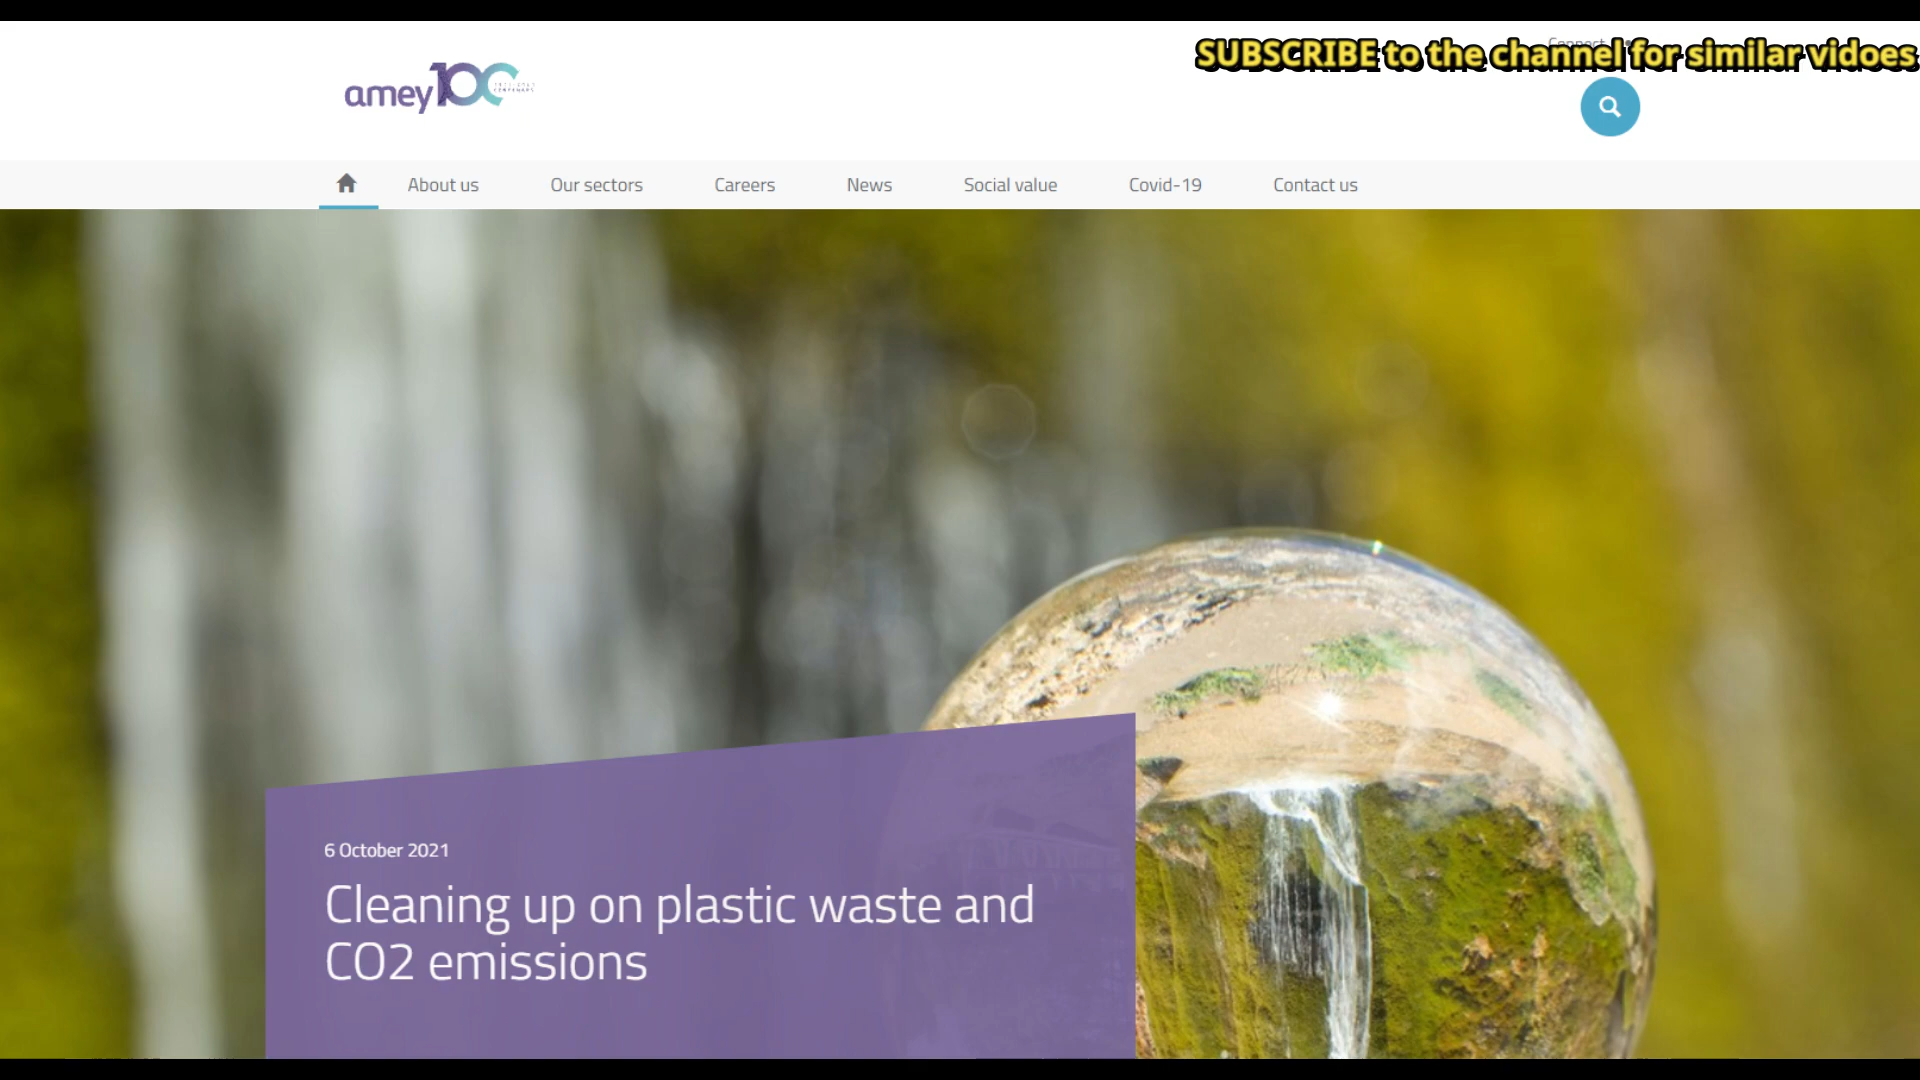 SUBSCRIBE to the channel for similar vidoes
amey100
About us
Our sectors
Careers
News
Social value
Covid-19
Contact us
6 October 2021
Cleaning up on plastic waste and
CO2 emissions